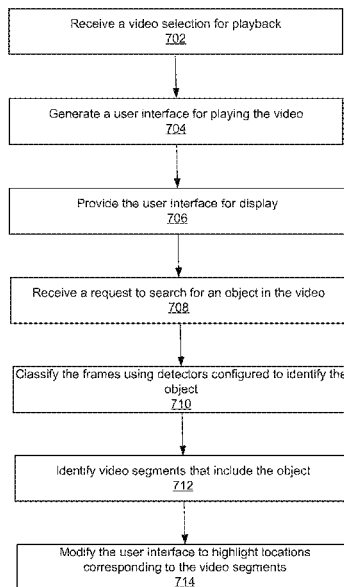 Receive a video selection for playback
702
Generate a user interface for playing the video
704
Provide the user interface for display
706
Receive a request to search for an object in the video
708
Classify the frames using detectors configured to identify the
object
710
Identify video segments that include the object
712
Modify the user interface to highlight locations
corresponding to the video segments
714